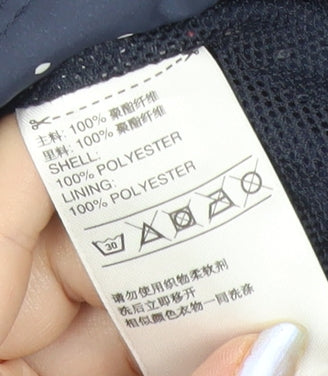 主料: 100% 聚酯纤维
里料: 100% 聚酯纤维
SHELL:
100% POLYESTER
LINING:
100% POLYESTER
30
请勿使用织物柔软剂
洗后立即移开
相似颜色衣物一同洗涤